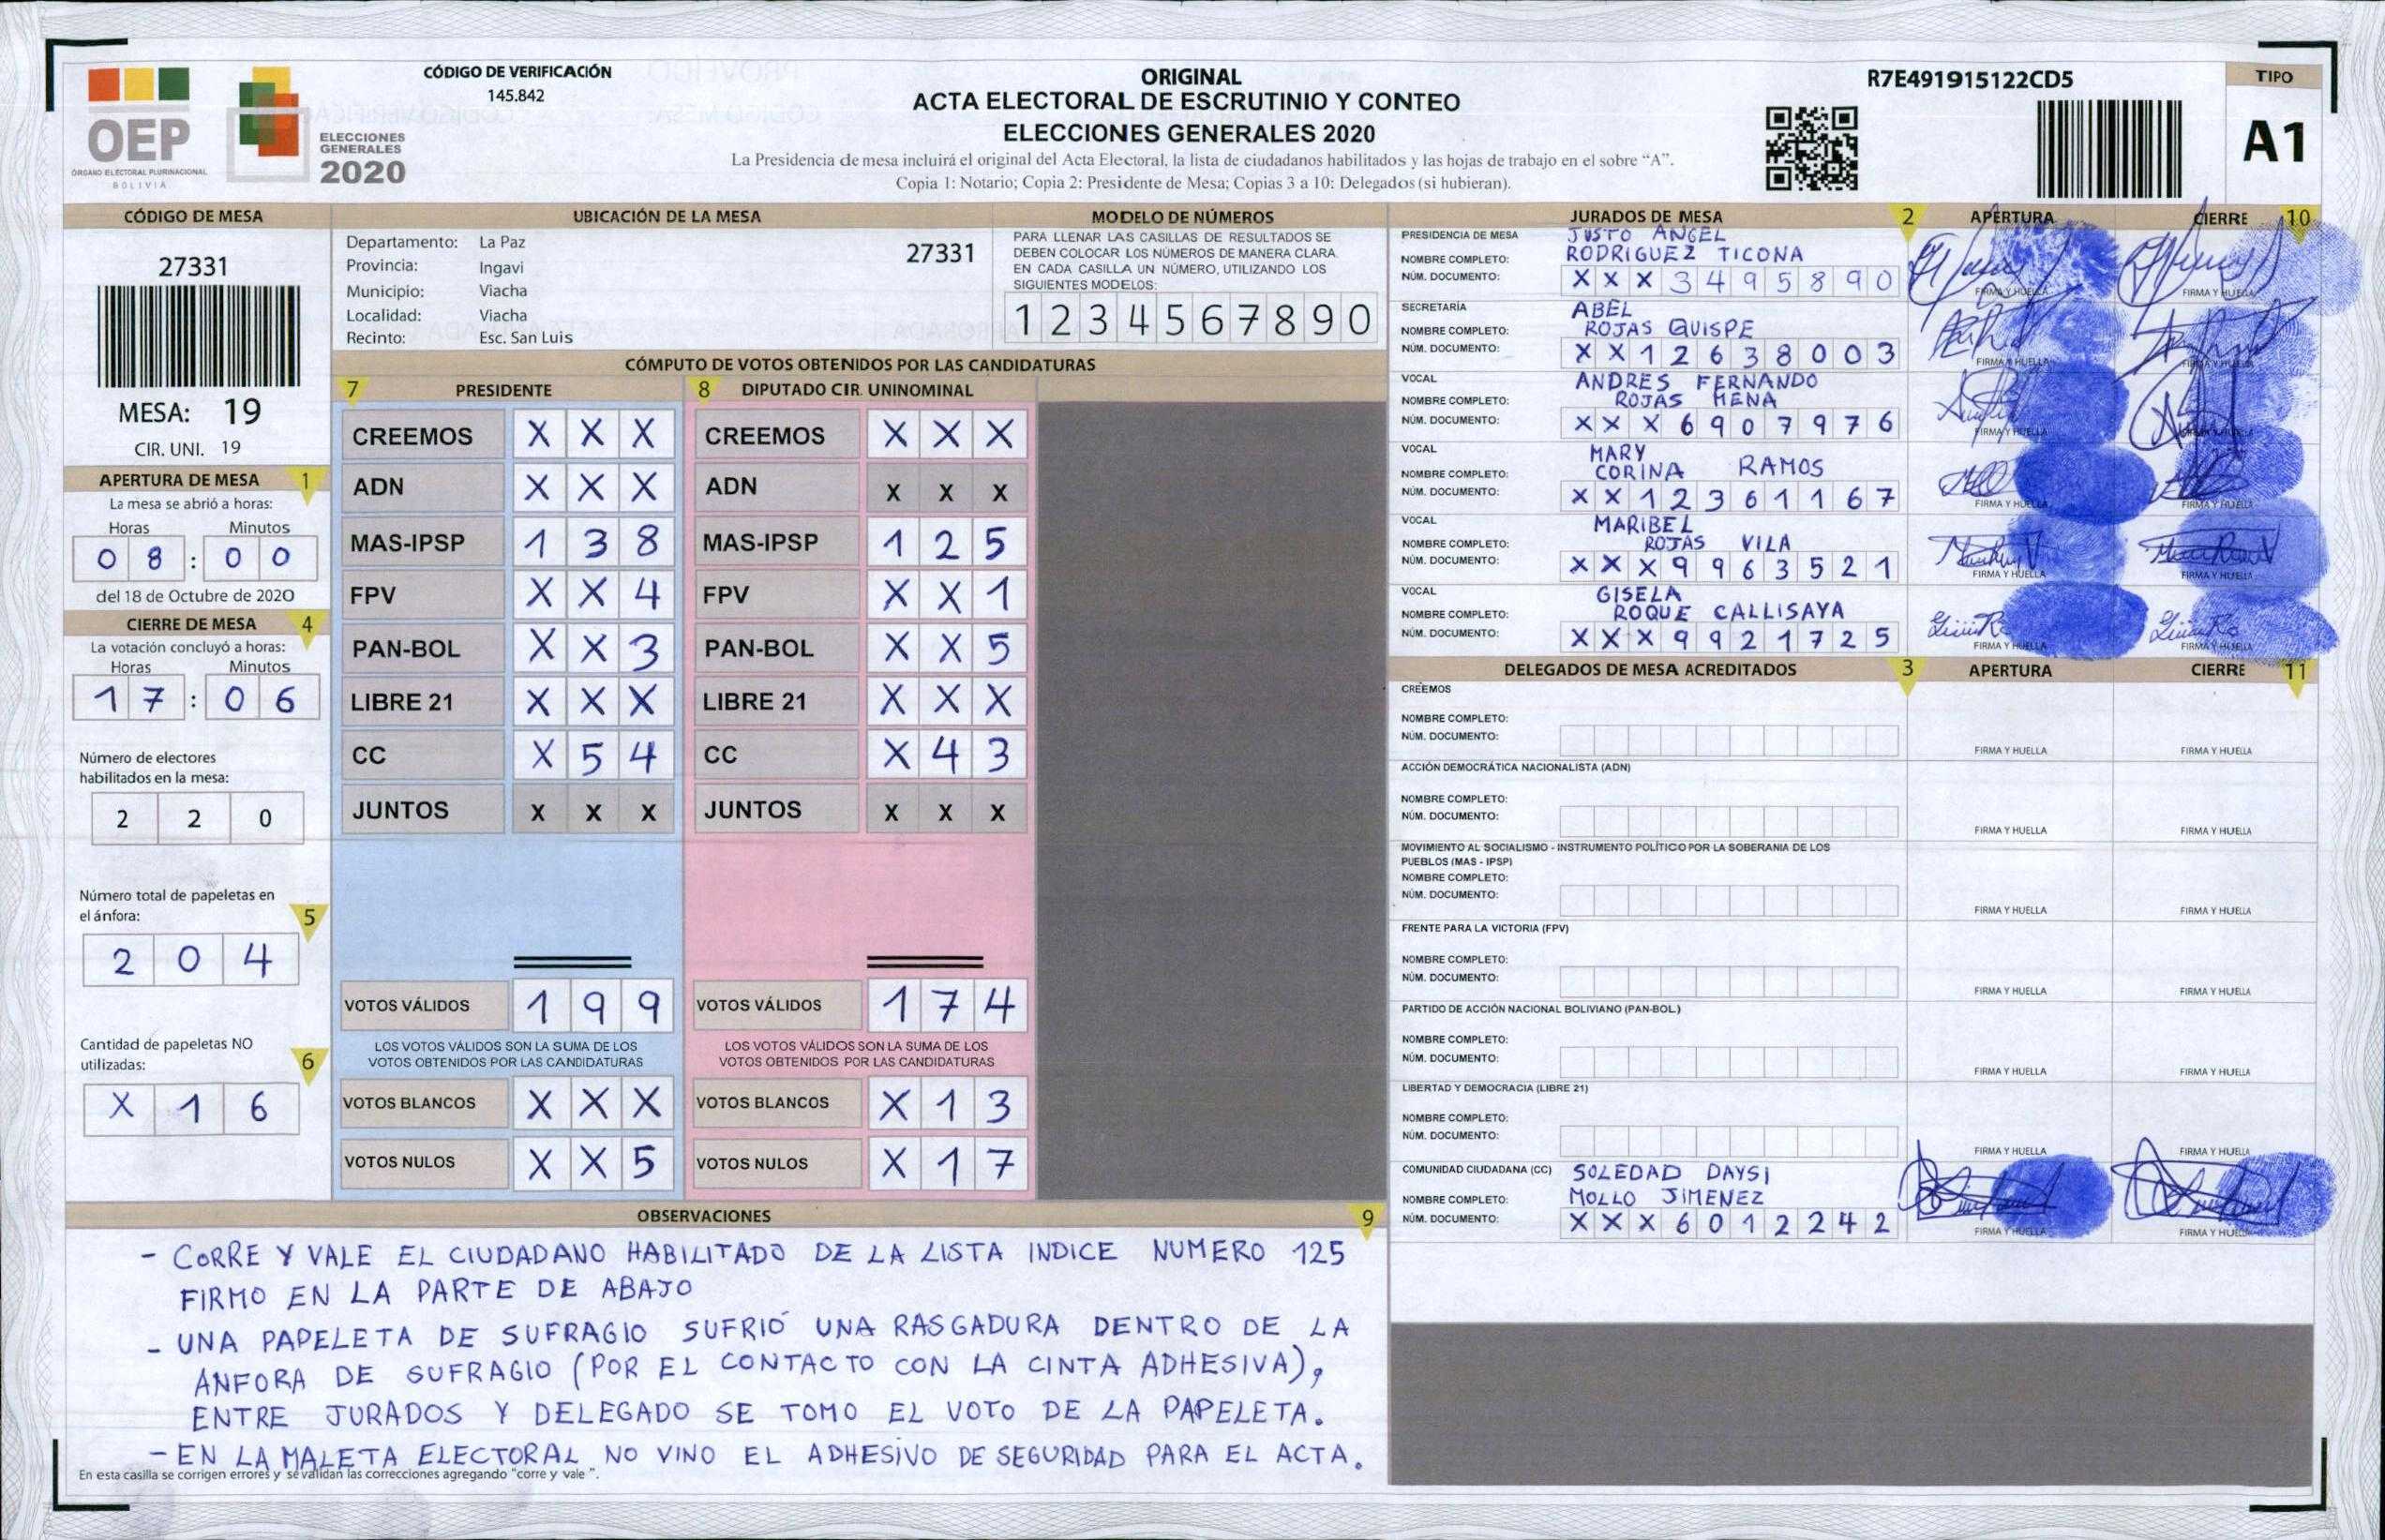 OEP
ÓRGANO ELECTORAL PLURINACIONAL
BOLIVIA
ELECCIONES
GENERALES
2020
CÓDIGO DE VERIFICACIÓN
145.842
ORIGINAL
ACTA ELECTORAL DE ESCRUTINIO Y CONTEO
ELECCIONES GENERALES 2020
La Presidencia de mesa incluirá el original del Acta Electoral, la lista de ciudadanos habilitados y las hojas de trabajo en el sobre “A”.
Copia 1: Notario; Copia 2: Presidente de Mesa; Copias 3 a 10: Delegados (si hubieran).
R7E491915122CD5
TIPO
A1
CÓDIGO DE MESA
27331
MESA: 19
CIR. UNI. 19
APERTURA DE MESA 1
La mesa se abrió a horas:
Horas Minutos
0 8 : 0 0
del 18 de Octubre de 2020
CIERRE DE MESA 4
La votación concluyó a horas:
Horas Minutos
1 7 : 0 6
Número de electores
habilitados en la mesa:
2 2 0
Número total de papeletas en
el ánfora: 5
2 0 4
Cantidad de papeletas NO
utilizadas: 6
X 1 6
UBICACIÓN DE LA MESA
Departamento: La Paz 27331
Provincia: Ingavi
Municipio: Viacha
Localidad: Viacha
Recinto: Esc. San Luis
MODELO DE NÚMEROS
PARA LLENAR LAS CASILLAS DE RESULTADOS SE
DEBEN COLOCAR LOS NÚMEROS DE MANERA CLARA.
EN CADA CASILLA UN NÚMERO, UTILIZANDO LOS
SIGUIENTES MODELOS:
1 2 3 4 5 6 7 8 9 0
CÓMPUTO DE VOTOS OBTENIDOS POR LAS CANDIDATURAS
7 PRESIDENTE
CREEMOS X X X
ADN X X X
MAS-IPSP 1 3 8
FPV X X 4
PAN-BOL X X 3
LIBRE 21 X X X
CC X 5 4
JUNTOS X X X
VOTOS VÁLIDOS 1 9 9
LOS VOTOS VÁLIDOS SON LA SUMA DE LOS
VOTOS OBTENIDOS POR LAS CANDIDATURAS
VOTOS BLANCOS X X X
VOTOS NULOS X X 5
8 DIPUTADO CIR. UNINOMINAL
CREEMOS X X X
ADN X X X
MAS-IPSP 1 2 5
FPV X X 1
PAN-BOL X X 5
LIBRE 21 X X X
CC X 4 3
JUNTOS X X X
VOTOS VÁLIDOS 1 7 4
LOS VOTOS VÁLIDOS SON LA SUMA DE LOS
VOTOS OBTENIDOS POR LAS CANDIDATURAS
VOTOS BLANCOS X 1 3
VOTOS NULOS X 1 7
OBSERVACIONES 9
- CORRE Y VALE EL CIUDADANO HABILITADO DE LA LISTA INDICE NUMERO 125
FIRMO EN LA PARTE DE ABAJO
- UNA PAPELETA DE SUFRAGIO SUFRIÓ UNA RASGADURA DENTRO DE LA
ANFORA DE SUFRAGIO (POR EL CONTACTO CON LA CINTA ADHESIVA),
ENTRE JURADOS Y DELEGADO SE TOMO EL VOTO DE LA PAPELETA.
- EN LA MALETA ELECTORAL NO VINO EL ADHESIVO DE SEGURIDAD PARA EL ACTA.
En esta casilla se corrigen errores y se validan las correcciones agregando "corre y vale ".
JURADOS DE MESA 2 APERTURA CIERRE 10
PRESIDENCIA DE MESA JUSTO ANGEL
NOMBRE COMPLETO: RODRIGUEZ TICONA
NÚM. DOCUMENTO: X X X 3 4 9 5 8 9 0
FIRMA Y HUELLA FIRMA Y HUELLA
SECRETARÍA ABEL
NOMBRE COMPLETO: ROJAS QUISPE
NÚM. DOCUMENTO: X X 1 2 6 3 8 0 0 3
FIRMA Y HUELLA FIRMA Y HUELLA
VOCAL ANDRES FERNANDO
NOMBRE COMPLETO: ROJAS MENA
NÚM. DOCUMENTO: X X X 6 9 0 7 9 7 6
FIRMA Y HUELLA FIRMA Y HUELLA
VOCAL MARY
NOMBRE COMPLETO: CORINA RAMOS
NÚM. DOCUMENTO: X X 1 2 3 6 1 1 6 7
FIRMA Y HUELLA FIRMA Y HUELLA
VOCAL MARIBEL
NOMBRE COMPLETO: ROJAS VILA
NÚM. DOCUMENTO: X X X 9 9 6 3 5 2 1
FIRMA Y HUELLA FIRMA Y HUELLA
VOCAL GISELA
NOMBRE COMPLETO: ROQUE CALLISAYA
NÚM. DOCUMENTO: X X X 9 9 2 1 7 2 5
FIRMA Y HUELLA FIRMA Y HUELLA
DELEGADOS DE MESA ACREDITADOS 3 APERTURA CIERRE 11
CREEMOS
NOMBRE COMPLETO:
NÚM. DOCUMENTO:
FIRMA Y HUELLA FIRMA Y HUELLA
ACCIÓN DEMOCRÁTICA NACIONALISTA (ADN)
NOMBRE COMPLETO:
NÚM. DOCUMENTO:
FIRMA Y HUELLA FIRMA Y HUELLA
MOVIMIENTO AL SOCIALISMO - INSTRUMENTO POLÍTICO POR LA SOBERANIA DE LOS
PUEBLOS (MAS - IPSP)
NOMBRE COMPLETO:
NÚM. DOCUMENTO:
FIRMA Y HUELLA FIRMA Y HUELLA
FRENTE PARA LA VICTORIA (FPV)
NOMBRE COMPLETO:
NÚM. DOCUMENTO:
FIRMA Y HUELLA FIRMA Y HUELLA
PARTIDO DE ACCIÓN NACIONAL BOLIVIANO (PAN-BOL)
NOMBRE COMPLETO:
NÚM. DOCUMENTO:
FIRMA Y HUELLA FIRMA Y HUELLA
LIBERTAD Y DEMOCRACIA (LIBRE 21)
NOMBRE COMPLETO:
NÚM. DOCUMENTO:
FIRMA Y HUELLA FIRMA Y HUELLA
COMUNIDAD CIUDADANA (CC) SOLEDAD DAYSI
NOMBRE COMPLETO: MOLLO JIMENEZ
NÚM. DOCUMENTO: X X X 6 0 1 2 2 4 2
FIRMA Y HUELLA FIRMA Y HUELLA